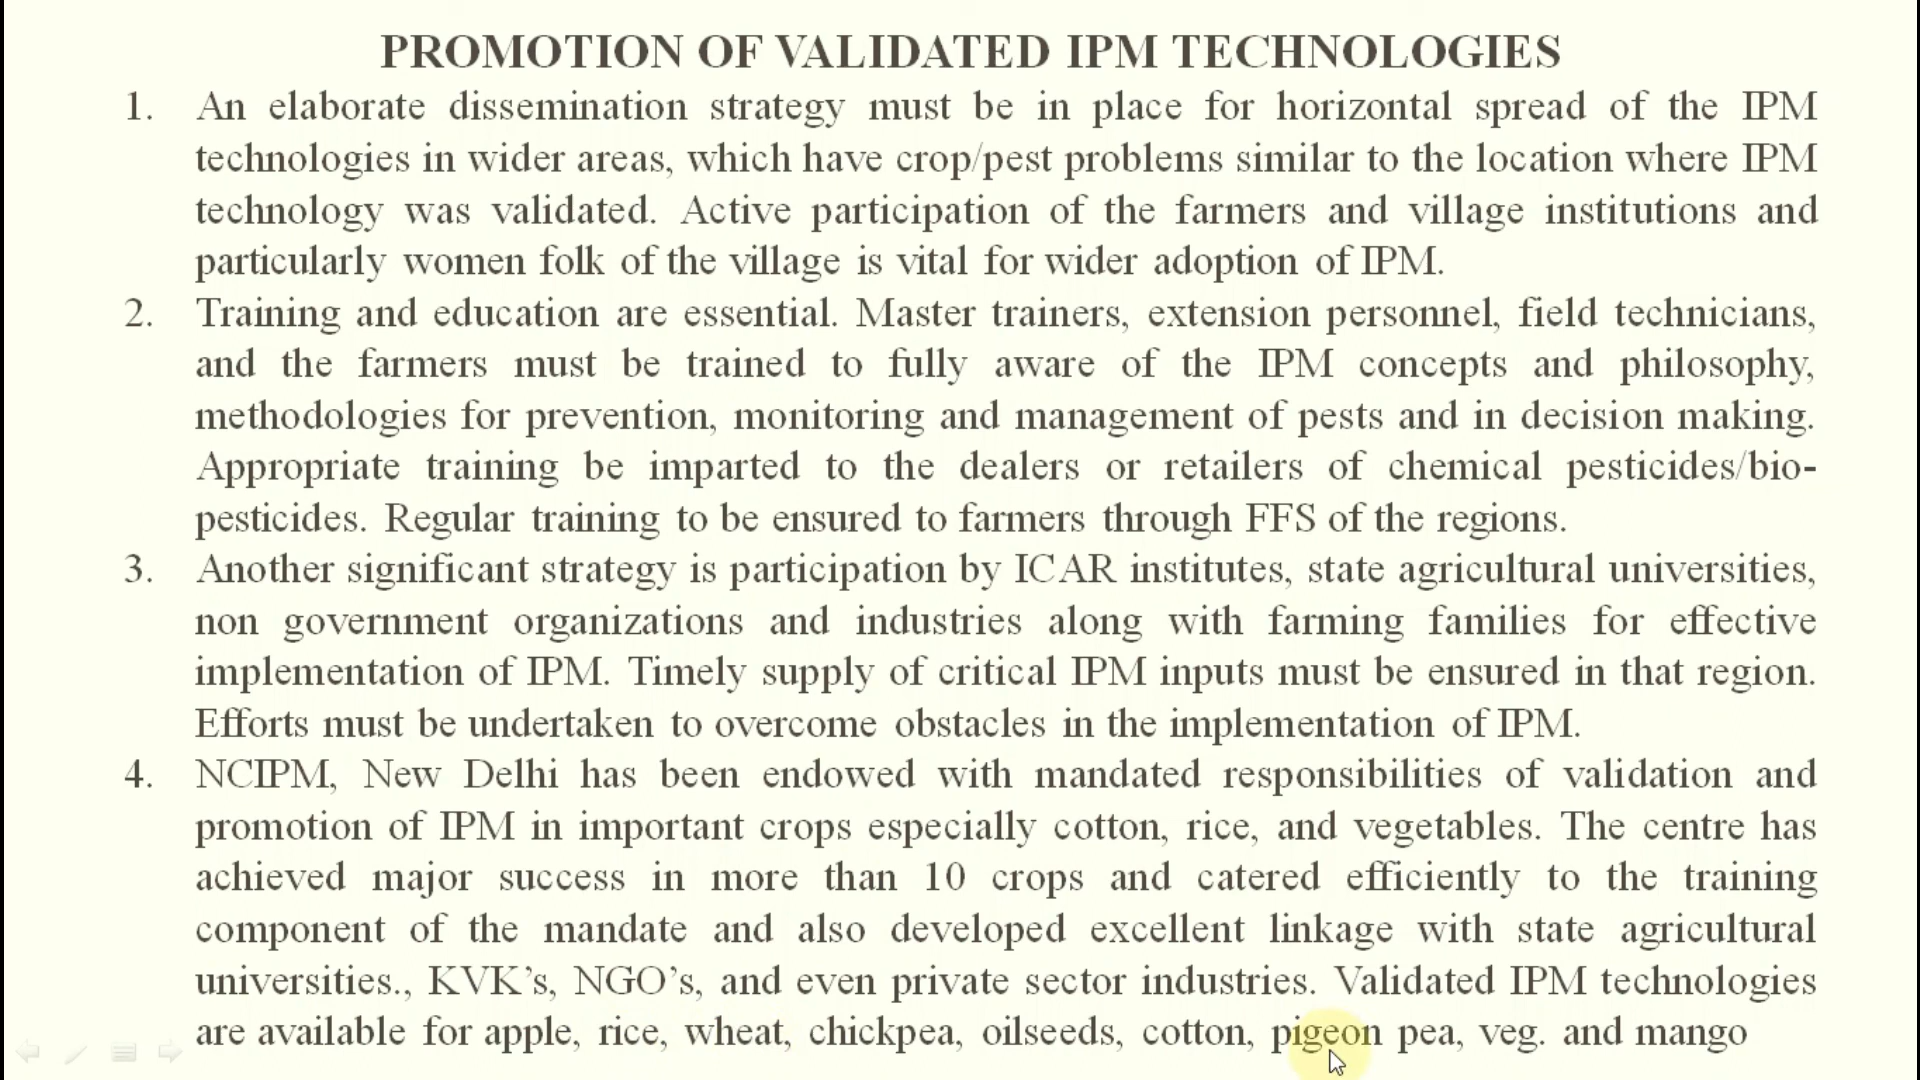 PROMOTION OF VALIDATED IPM TECHNOLOGIES
1. An elaborate dissemination strategy must be in place for horizontal spread of the IPM
technologies in wider areas, which have crop/pest problems similar to the location where IPM
technology was validated. Active participation of the farmers and village institutions and
particularly women folk of the village is vital for wider adoption of IPM.
2. Training and education are essential. Master trainers, extension personnel, field technicians,
and the farmers must be trained to fully aware of the IPM concepts and philosophy,
methodologies for prevention, monitoring and management of pests and in decision making.
Appropriate training be imparted to the dealers or retailers of chemical pesticides/bio-
pesticides. Regular training to be ensured to farmers through FFS of the regions.
3. Another significant strategy is participation by ICAR institutes, state agricultural universities,
non government organizations and industries along with farming families for effective
implementation of IPM. Timely supply of critical IPM inputs must be ensured in that region.
Efforts must be undertaken to overcome obstacles in the implementation of IPM.
4. NCIPM, New Delhi has been endowed with mandated responsibilities of validation and
promotion of IPM in important crops especially cotton, rice, and vegetables. The centre has
achieved major success in more than 10 crops and catered efficiently to the training
component of the mandate and also developed excellent linkage with state agricultural
universities., KVK’s, NGO’s, and even private sector industries. Validated IPM technologies
are available for apple, rice, wheat, chickpea, oilseeds, cotton, pigeon pea, veg. and mango